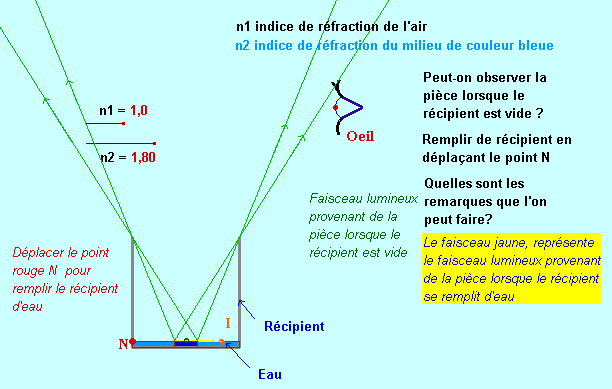 n1 indice de réfraction de l'air
n2 indice de réfraction du milieu de couleur bleue
n1 = 1,0
n2 = 1,80
Oeil
Peut-on observer la
pièce lorsque le
récipient est vide ?
Remplir de récipient en
déplaçant le point N
Quelles sont les
remarques que l'on
peut faire?
Le faisceau jaune, représente
le faisceau lumineux provenant
de la pièce lorsque le récipient
se remplit d'eau
Faisceau lumineux
provenant de la
pièce lorsque le
récipient est vide
Déplacer le point
rouge N pour
remplir le récipient
d'eau
N
I
Récipient
Eau